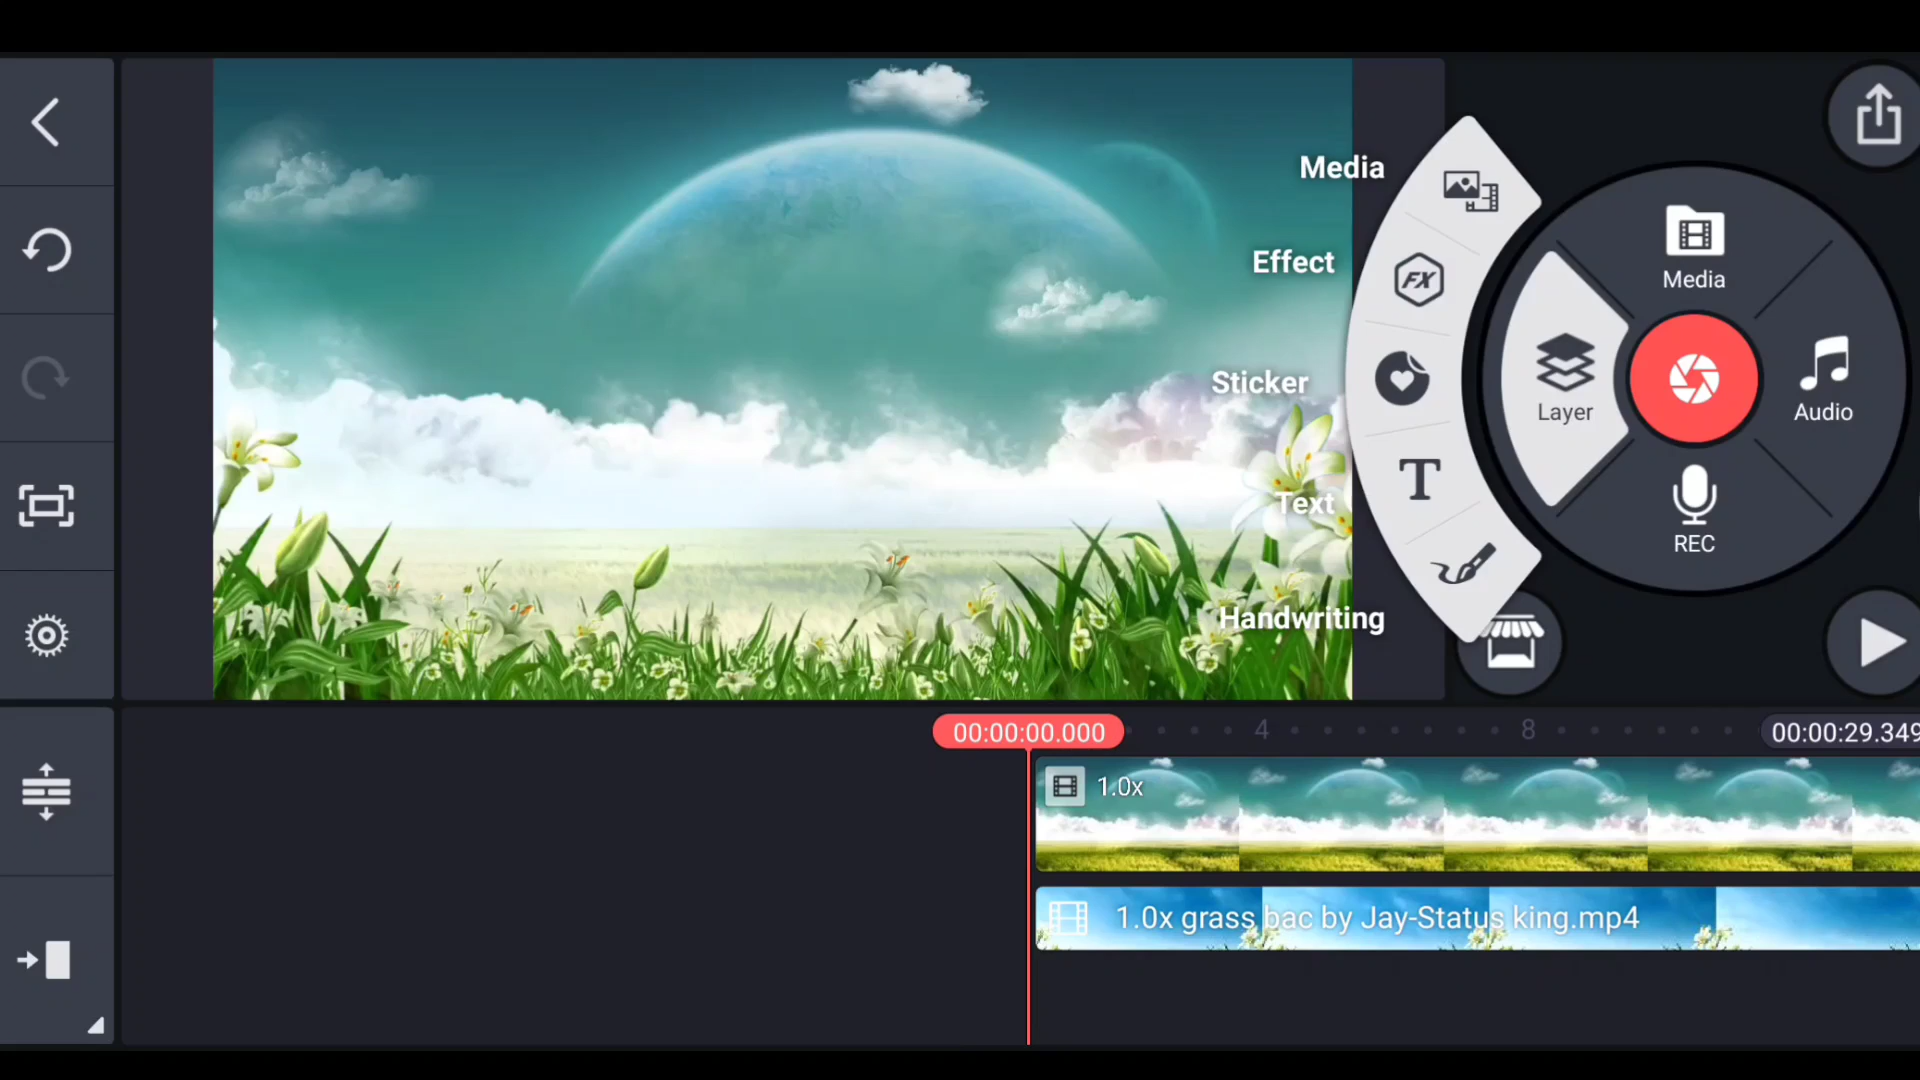 Media
Effect
Sticker
Text
Handwriting
Media
Layer
Audio
REC
00:00:00.000
4
8
00:00:29.349
1.0x
1.0x grass bac by Jay-Status king.mp4